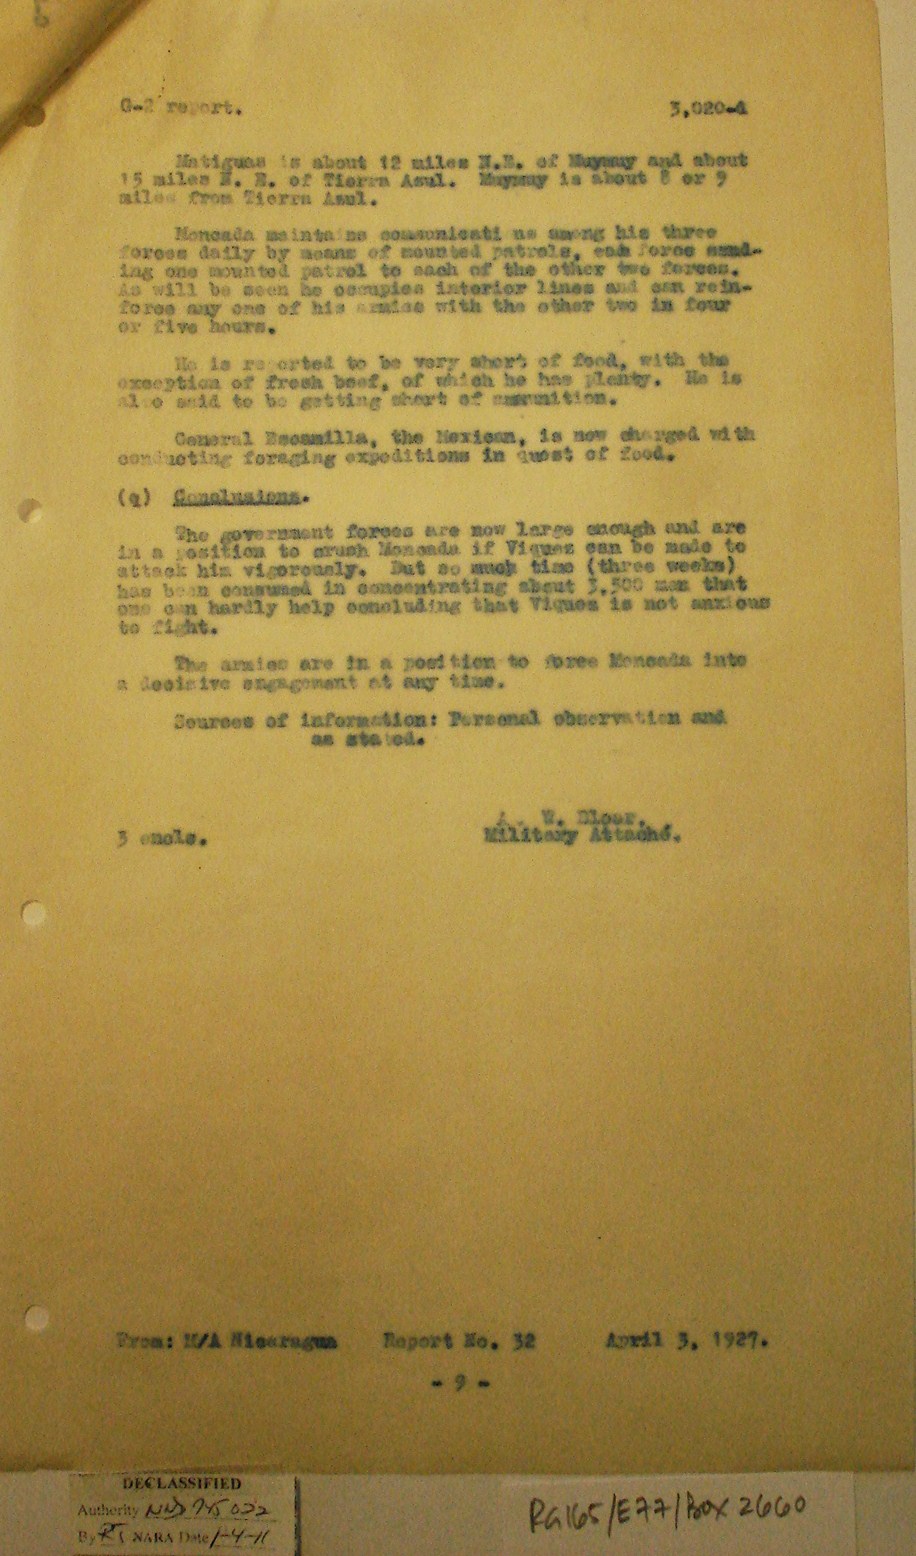 G-2 report. 3,020-4
Matiguas is about 12 miles N.E. of Muymuy and about
15 miles N. E. of Tierra Asul. Muymuy is about 8 or 9
miles from Tierra Asul.
Moncada maintains communications among his three
forces daily by means of mounted patrols, each force send-
ing one mounted patrol to each of the other two forces.
As will be seen he occupies interior lines and can rein-
force any one of his armies with the other two in four
or five hours.
He is reported to be very short of food, with the
exception of fresh beef, of which he has plenty. He is
also said to be getting short of ammunition.
General Escamilla, the Mexican, is now charged with
conducting foraging expeditions in quest of food.
(q) Conclusions.
The government forces are now large enough and are
in a position to crush Moncada if Viquez can be made to
attack him vigorously. But so much time (three weeks)
has been consumed in concentrating about 3,500 men that
one can hardly help concluding that Viquez is not anxious
to fight.
The armies are in a position to force Moncada into
a decisive engagement at any time.
Sources of information: Personal observation and
as stated.
A. W. Bloor,
3 encls. Military Attaché.
From: M/A Nicaragua Report No. 32 April 3, 1927.
- 9 -
DECLASSIFIED
Authority NND 745022
By RT NARA Date 1-4-11
RG165/E77/BOX 2660